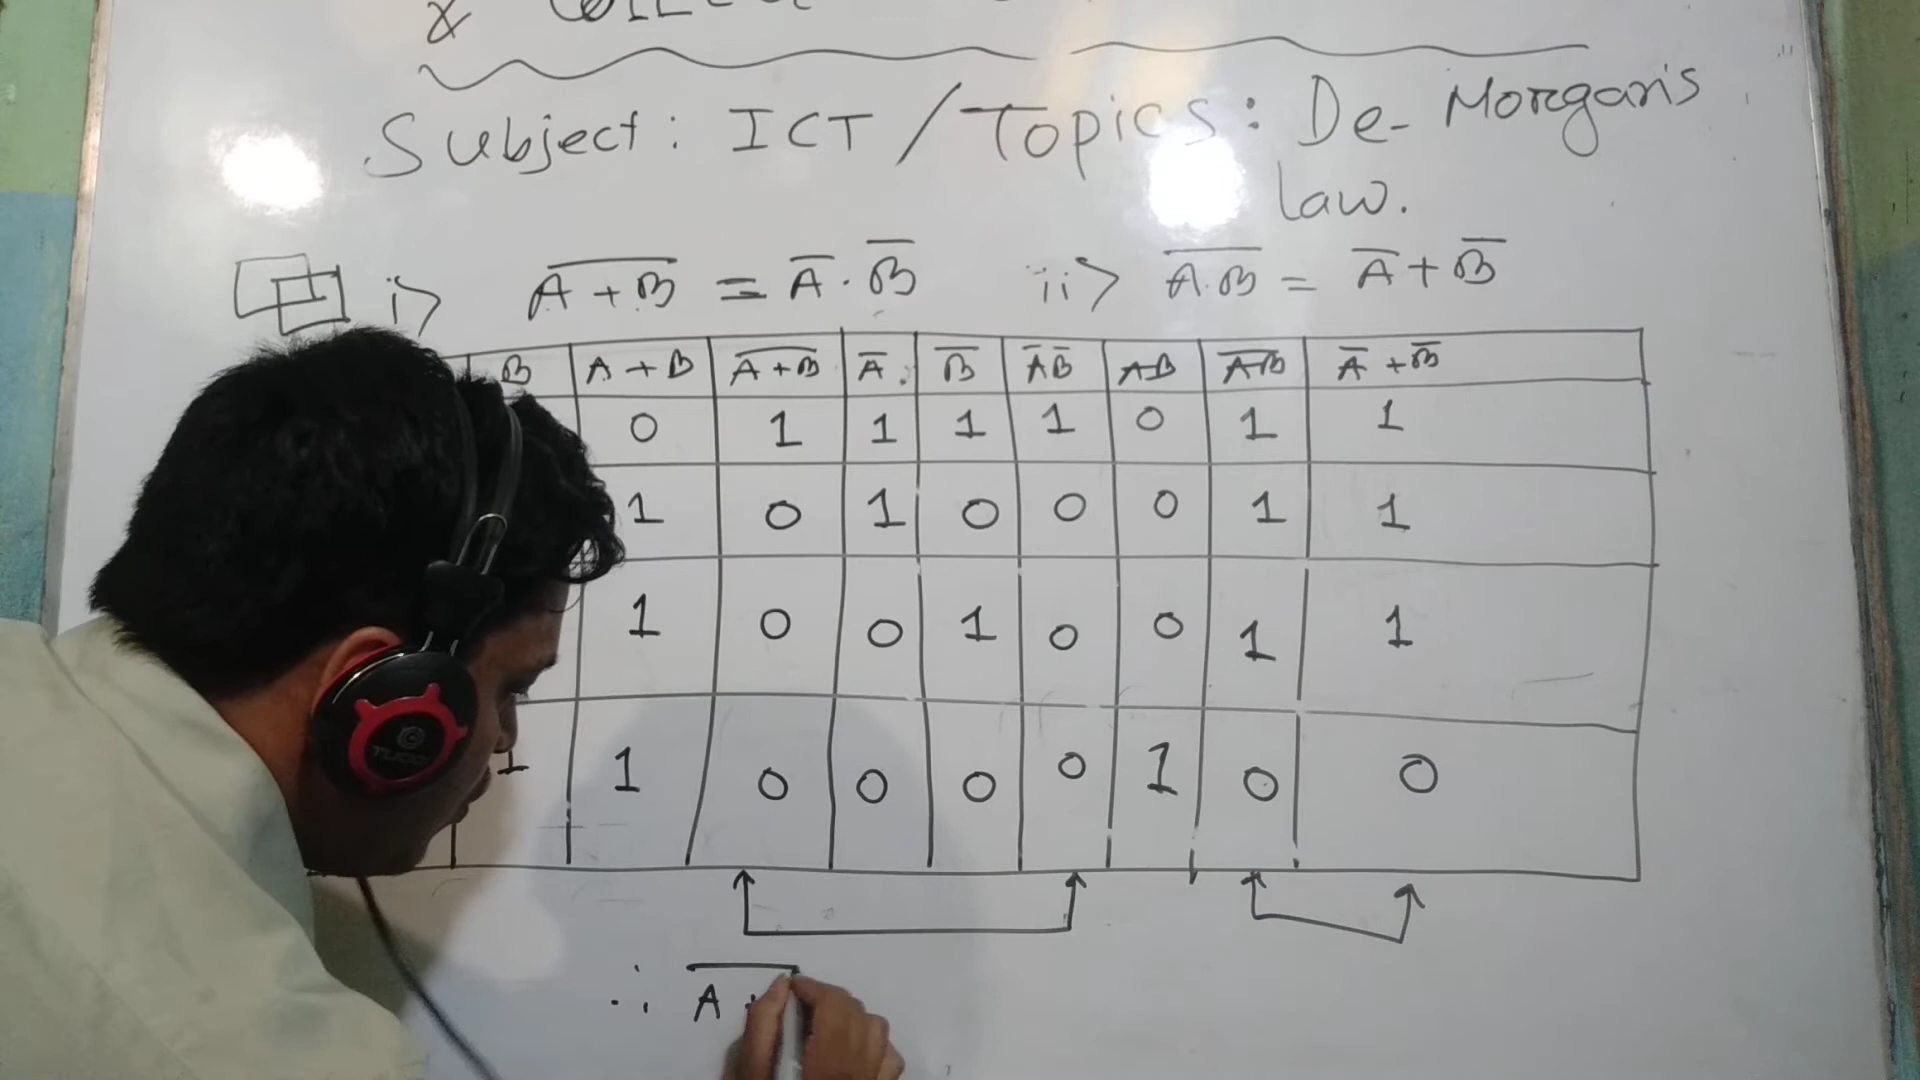 &
Subject: ICT / Topics: De-Morgan's
law.
i> A̅ ̅+̅ ̅B̅ = A̅ . B̅ ii> A̅.̅B̅ = A̅ + B̅
B A + B A̅ ̅+̅ ̅B̅ A̅ . B̅ A̅B̅ AB A̅B̅ A̅ + B̅
0 1 1 1 1 0 1 1
1 0 1 0 0 0 1 1
1 0 0 1 0 0 1 1
1 1 0 0 0 0 1 0 0
∴ A̅ ̅+̅